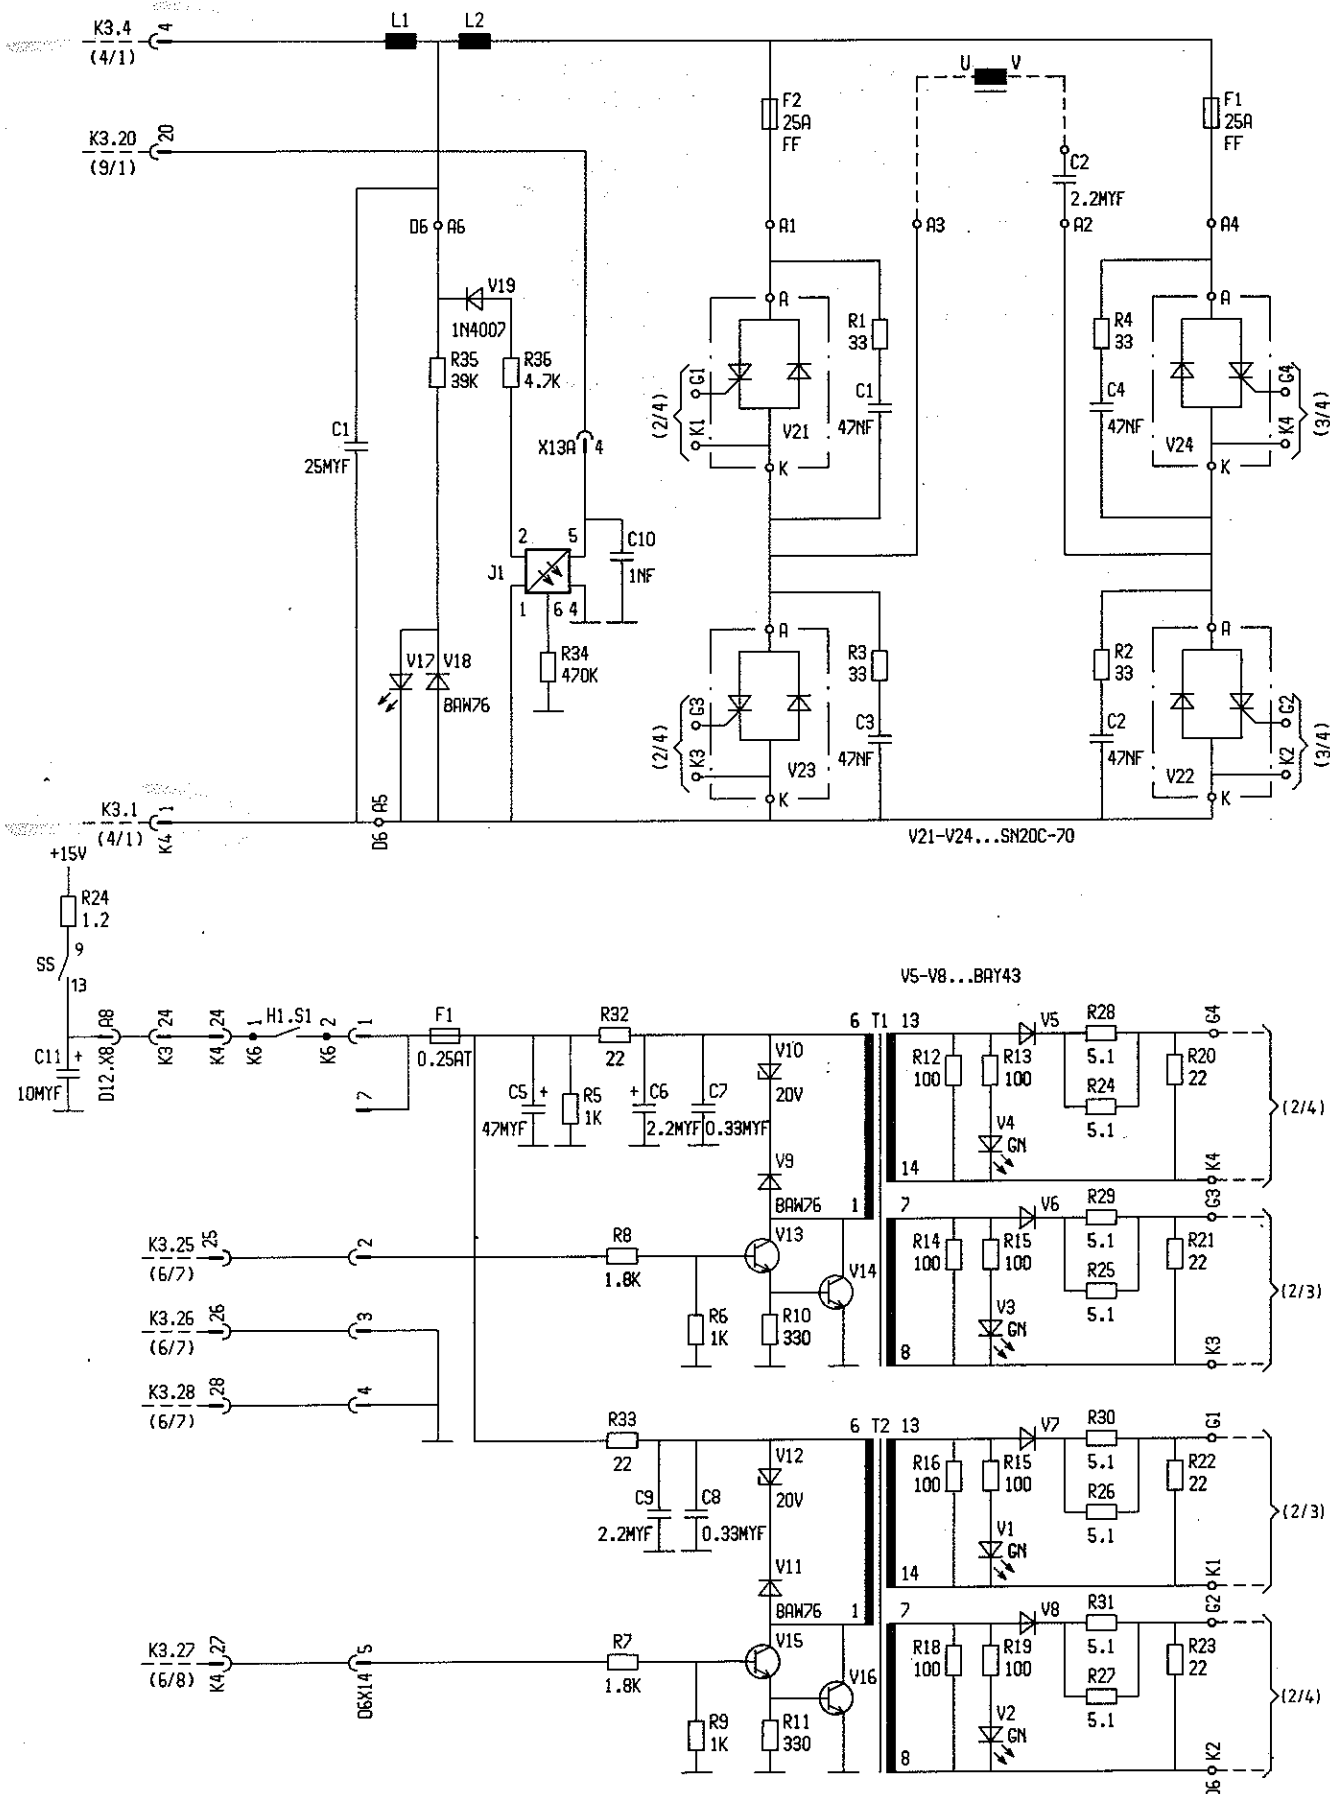 L1 L2
K3.4 4
(4/1)
U V
F2
25A
FF
F1
25A
FF
K3.20 20
(9/1)
C2
2.2MYF
D6 A6
A1
A3
A2
A4
V19
1N4007
R35
39K
R36
4.7K
C1
25MYF
X13A 4
A
R1
33
C1
47NF
G1
K1
(2/4)
V21
K
R4
33
C4
47NF
A
G4
K4
(3/4)
V24
K
2 5
J1
1 6 4
C10
1NF
R34
470K
V17 V18
BAW76
A
R3
33
C3
47NF
G3
K3
(2/4)
V23
K
R2
33
C2
47NF
A
G2
K2
(3/4)
V22
K
K3.1 1
(4/1) K4
A5
D6
V21-V24...SN20C-70
+15V
R24
1.2
SS 9
13
C11 +
10MYF
D12.X8 A8
K3 24
K4 24
K6 1
H1.S1
K6 2
1
7
F1
0.25AT
R32
22
C5 +
47MYF
R5
1K
+ C6
2.2MYF
C7
0.33MYF
V10
20V
V9
BAW76
6 T1 13
14
1 7
8
V5-V8...BAY43
R12
100
R13
100
V5
R28
5.1
R24
5.1
R20
22
V4
GN
G4
K4
(2/4)
K3.25 25
(6/7)
2
R8
1.8K
V13
V14
R6
1K
R10
330
R14
100
R15
100
V6
R29
5.1
R25
5.1
R21
22
V3
GN
G3
K3
(2/3)
K3.26 26
(6/7)
3
K3.28 28
(6/7)
4
R33
22
C9
2.2MYF
C8
0.33MYF
V12
20V
V11
BAW76
6 T2 13
14
1 7
8
R16
100
R15
100
V7
R30
5.1
R26
5.1
R22
22
V1
GN
G1
K1
(2/3)
K3.27 27
(6/8) K4
5
D6X14
R7
1.8K
V15
V16
R9
1K
R11
330
R18
100
R19
100
V8
R31
5.1
R27
5.1
R23
22
V2
GN
G2
K2
(2/4)
D6